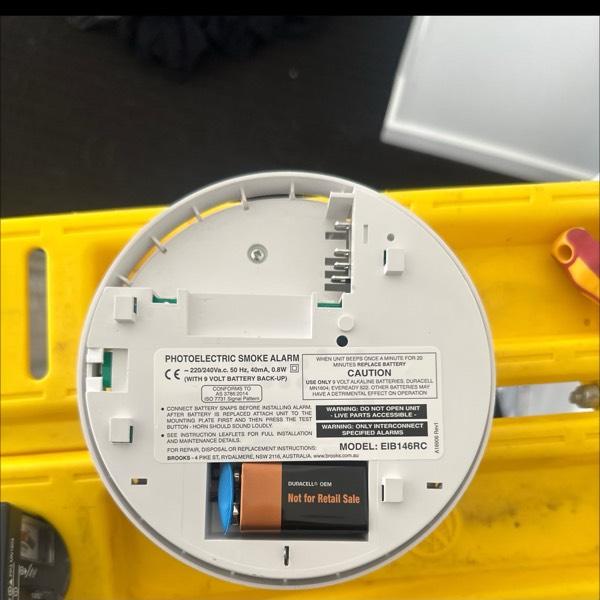 PHOTOELECTRIC SMOKE ALARM
CE ~ 220/240Va.c. 50 Hz, 40mA, 0.8W
(WITH 9 VOLT BATTERY BACK-UP)
CONFORMS TO
AS 3786:2014
ISO 7731 Signal Pattern
• CONNECT BATTERY SNAPS BEFORE INSTALLING ALARM.
AFTER BATTERY IS REPLACED ATTACH UNIT TO THE
MOUNTING PLATE FIRST AND THEN PRESS THE TEST
BUTTON - HORN SHOULD SOUND LOUDLY.
• SEE INSTRUCTION LEAFLETS FOR FULL INSTALLATION
AND MAINTENANCE DETAILS.
FOR REPAIR, DISPOSAL OR REPLACEMENT INSTRUCTIONS:
BROOKS - 4 PIKE ST, RYDALMERE, NSW 2116, AUSTRALIA. www.brooks.com.au
WHEN UNIT BEEPS ONCE A MINUTE FOR 20
MINUTES REPLACE BATTERY
CAUTION
USE ONLY 9 VOLT ALKALINE BATTERIES. DURACELL
MN1604; EVEREADY 522. OTHER BATTERIES MAY
HAVE A DETRIMENTAL EFFECT ON OPERATION
WARNING: DO NOT OPEN UNIT
- LIVE PARTS ACCESSIBLE -
WARNING: ONLY INTERCONNECT
SPECIFIED ALARMS
MODEL: EIB146RC
A16906 Rev1
DURACELL® OEM
Not for Retail Sale